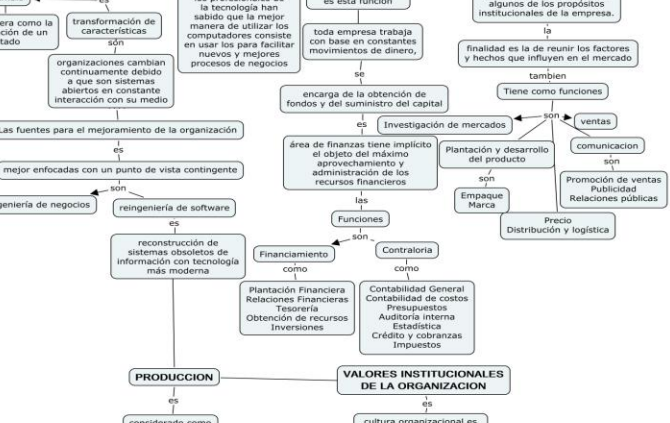 es
era como la
ción de un
tado
transformación de
características
són
organizaciones cambian
continuamente debido
a que son sistemas
abiertos en constante
interacción con su medio
Las fuentes para el mejoramiento de la organización
es
mejor enfocadas con un punto de vista contingente
son
geniería de negocios
reingeniería de software
es
reconstrucción de
sistemas obsoletos de
información con tecnología
más moderna
la tecnología han
sabido que la mejor
manera de utilizar los
computadores consiste
en usar los para facilitar
nuevos y mejores
procesos de negocios
es esta función
toda empresa trabaja
con base en constantes
movimientos de dinero,
se
encarga de la obtención de
fondos y del suministro del capital
es
área de finanzas tiene implícito
el objeto del máximo
aprovechamiento y
administración de los
recursos financieros
las
Funciones
son
Financiamiento
como
Plantación Financiera
Relaciones Financieras
Tesorería
Obtención de recursos
Inversiones
Contraloria
como
Contabilidad General
Contabilidad de costos
Presupuestos
Auditoría interna
Estadística
Crédito y cobranzas
Impuestos
algunos de los propósitos
institucionales de la empresa.
la
finalidad es la de reunir los factores
y hechos que influyen en el mercado
tambien
Tiene como funciones
son
Investigación de mercados
ventas
Plantación y desarrollo
del producto
son
Empaque
Marca
comunicacion
son
Promoción de ventas
Publicidad
Relaciones públicas
Precio
Distribución y logística
PRODUCCION
es
considerado como
VALORES INSTITUCIONALES
DE LA ORGANIZACION
es
cultura organizacional es